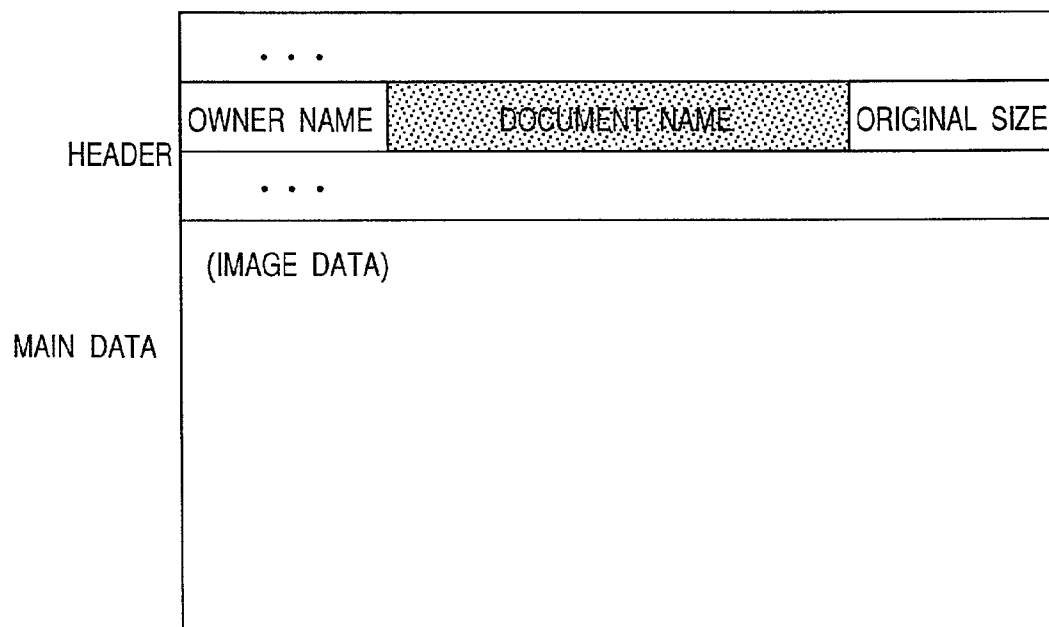 . . .
OWNER NAME DOCUMENT NAME ORIGINAL SIZE
HEADER
. . .
(IMAGE DATA)
MAIN DATA